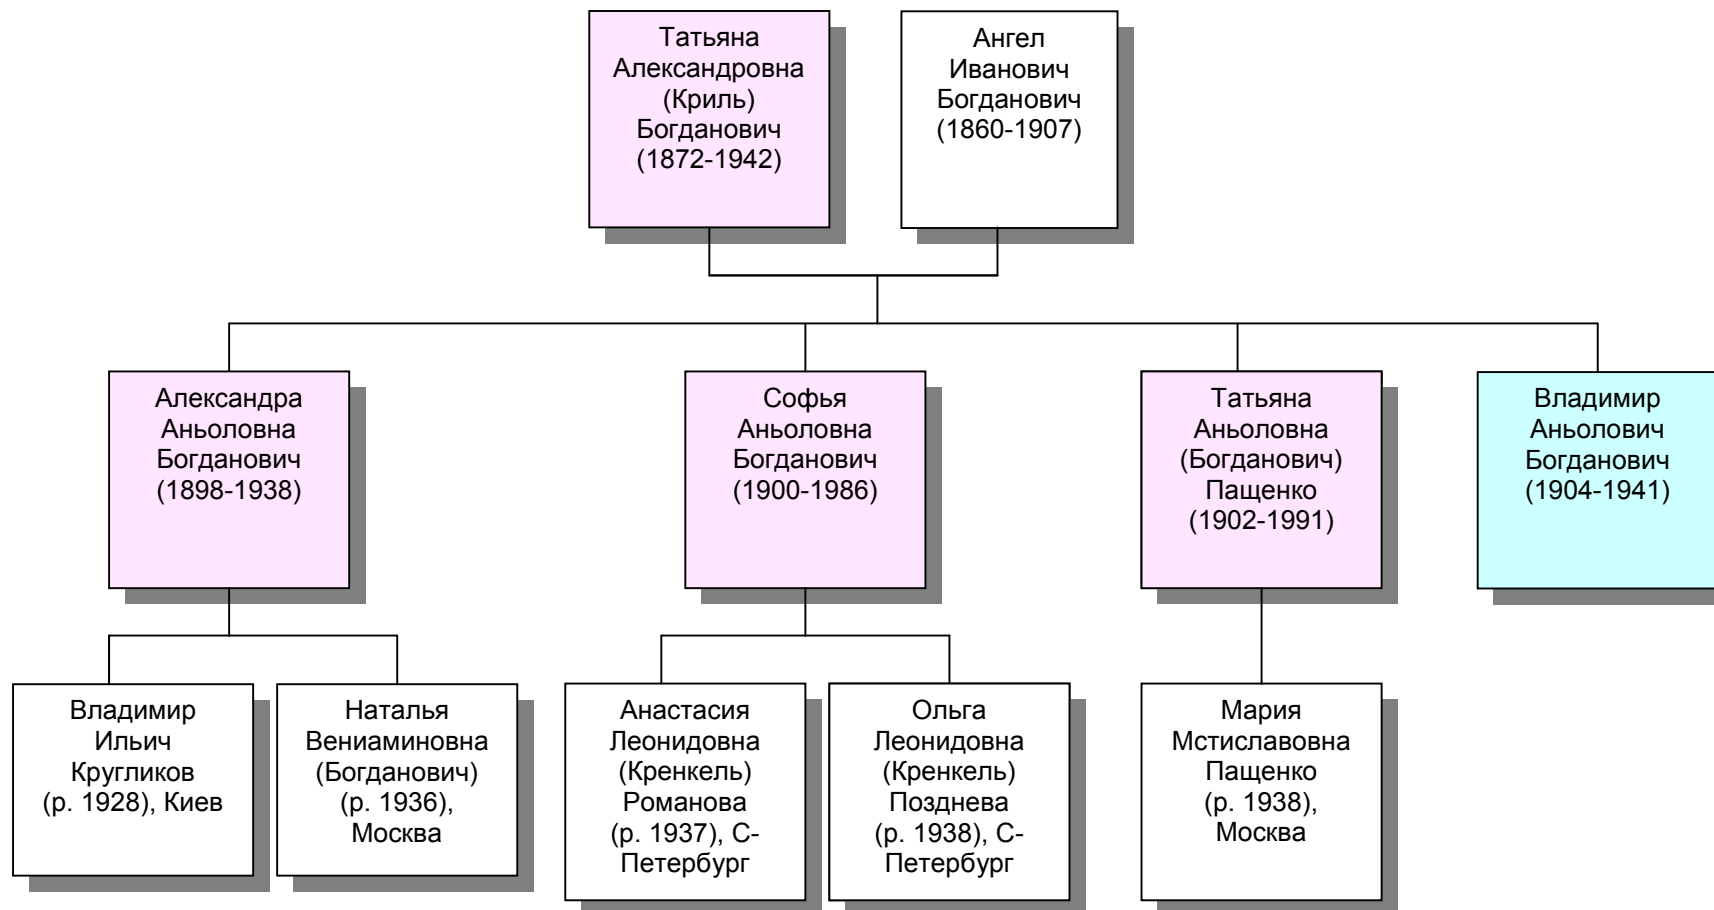 Татьяна
Александровна
(Криль)
Богданович
(1872-1942)
Ангел
Иванович
Богданович
(1860-1907)
Александра
Аньоловна
Богданович
(1898-1938)
Софья
Аньоловна
Богданович
(1900-1986)
Татьяна
Аньоловна
(Богданович)
Пащенко
(1902-1991)
Владимир
Аньолович
Богданович
(1904-1941)
Владимир
Ильич
Кругликов
(р. 1928), Киев
Наталья
Вениаминовна
(Богданович)
(р. 1936),
Москва
Анастасия
Леонидовна
(Кренкель)
Романова
(р. 1937), С-
Петербург
Ольга
Леонидовна
(Кренкель)
Позднева
(р. 1938), С-
Петербург
Мария
Мстиславовна
Пащенко
(р. 1938),
Москва